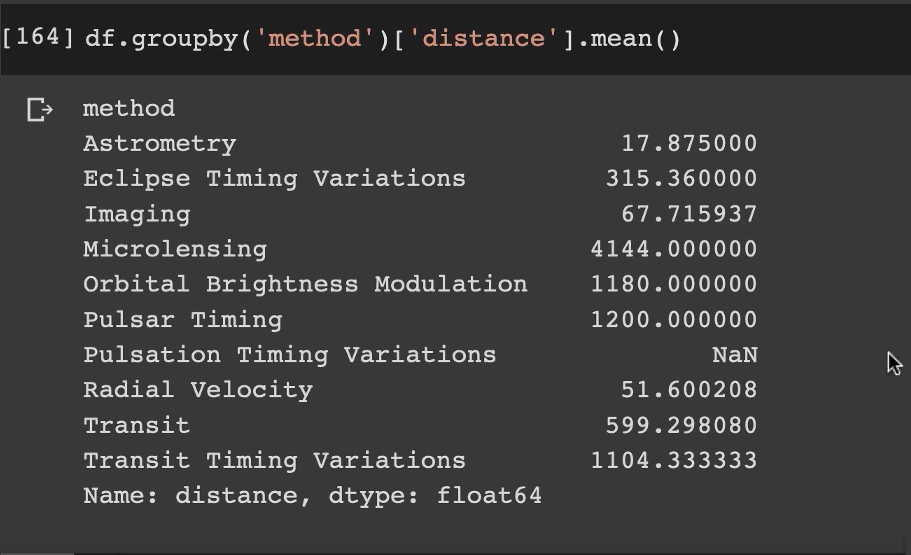 [164] df.groupby('method')['distance'].mean()
method
Astrometry 17.875000
Eclipse Timing Variations 315.360000
Imaging 67.715937
Microlensing 4144.000000
Orbital Brightness Modulation 1180.000000
Pulsar Timing 1200.000000
Pulsation Timing Variations NaN
Radial Velocity 51.600208
Transit 599.298080
Transit Timing Variations 1104.333333
Name: distance, dtype: float64